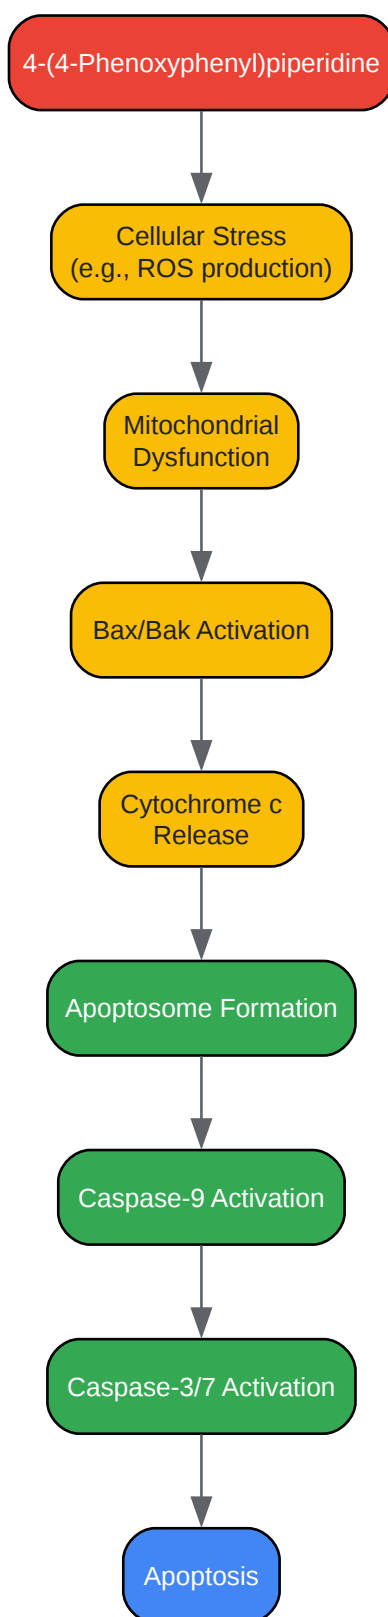 4-(4-Phenoxyphenyl)piperidine
Cellular Stress
(e.g., ROS production)
Mitochondrial
Dysfunction
Bax/Bak Activation
Cytochrome c
Release
Apoptosome Formation
Caspase-9 Activation
Caspase-3/7 Activation
Apoptosis